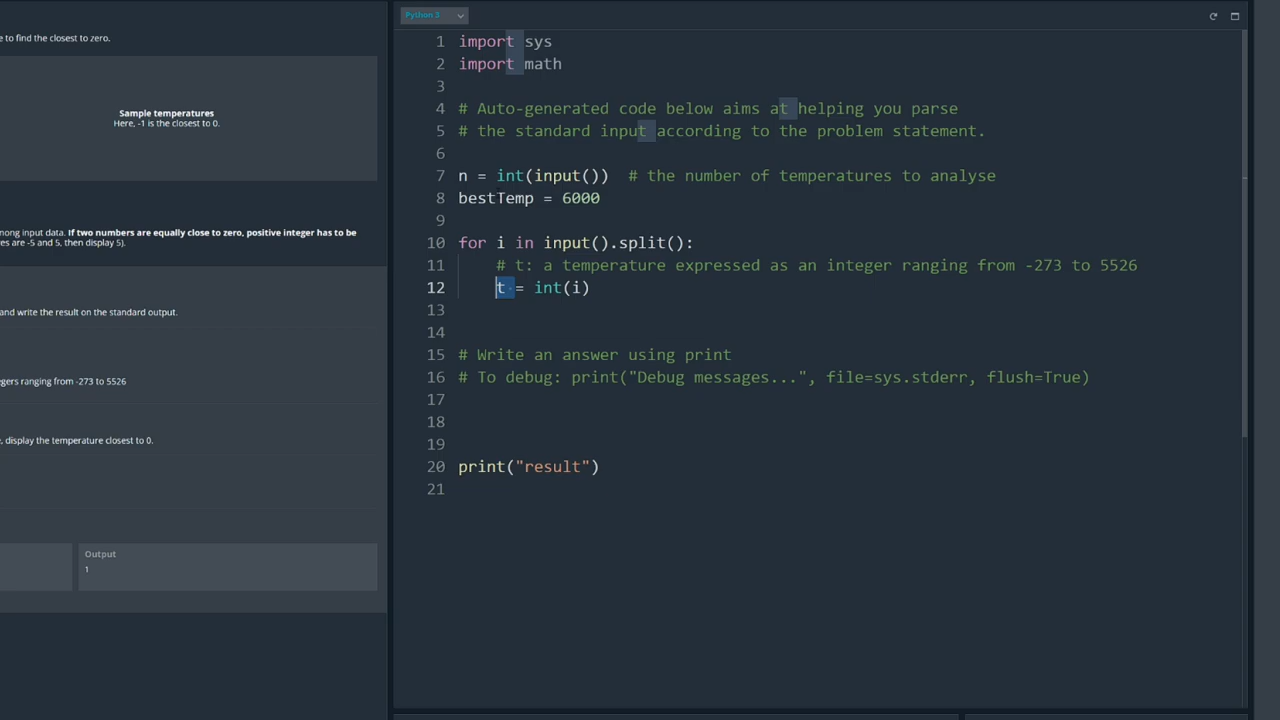 e to find the closest to zero.
Sample temperatures
Here, -1 is the closest to 0.
nong input data. If two numbers are equally close to zero, positive integer has to be
res are -5 and 5, then display 5).
and write the result on the standard output.
egers ranging from -273 to 5526
e, display the temperature closest to 0.
Output
1
Python 3
1 import sys
2 import math
3
4 # Auto-generated code below aims at helping you parse
5 # the standard input according to the problem statement.
6
7 n = int(input())  # the number of temperatures to analyse
8 bestTemp = 6000
9
10 for i in input().split():
11     # t: a temperature expressed as an integer ranging from -273 to 5526
12     t = int(i)
13
14
15 # Write an answer using print
16 # To debug: print("Debug messages...", file=sys.stderr, flush=True)
17
18
19
20 print("result")
21